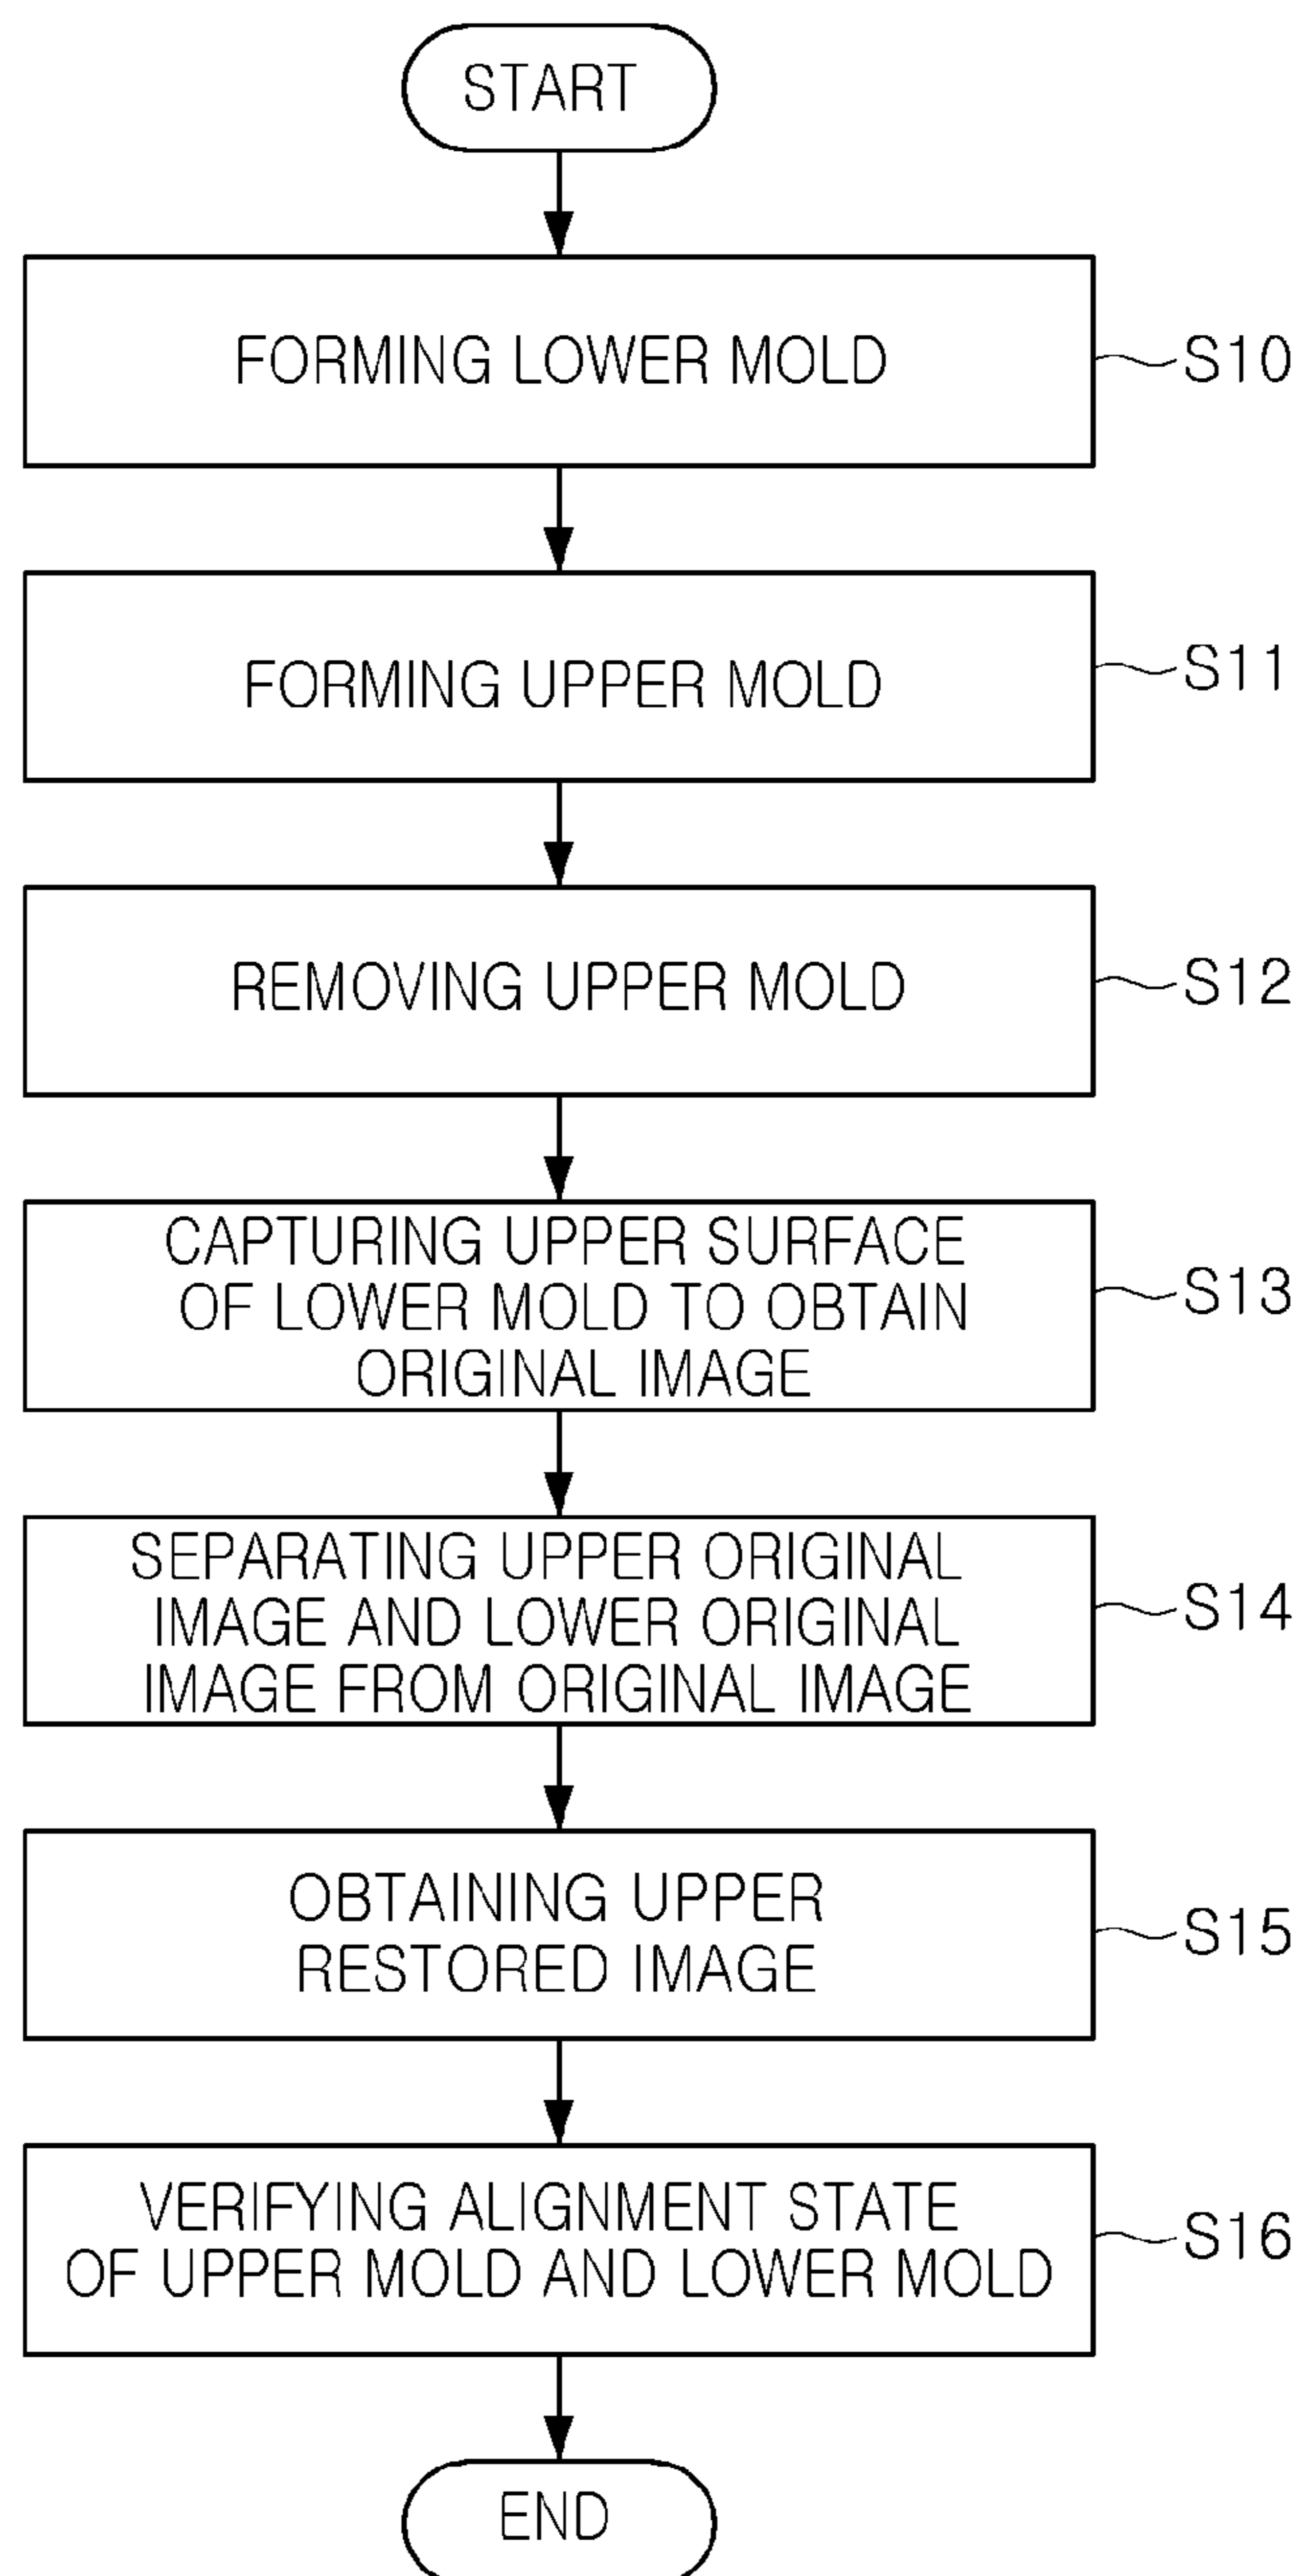 START
FORMING LOWER MOLD
S10
FORMING UPPER MOLD
S11
REMOVING UPPER MOLD
S12
CAPTURING UPPER SURFACE
OF LOWER MOLD TO OBTAIN
ORIGINAL IMAGE
S13
SEPARATING UPPER ORIGINAL
IMAGE AND LOWER ORIGINAL
IMAGE FROM ORIGINAL IMAGE
S14
OBTAINING UPPER
RESTORED IMAGE
S15
VERIFYING ALIGNMENT STATE
OF UPPER MOLD AND LOWER MOLD
S16
END